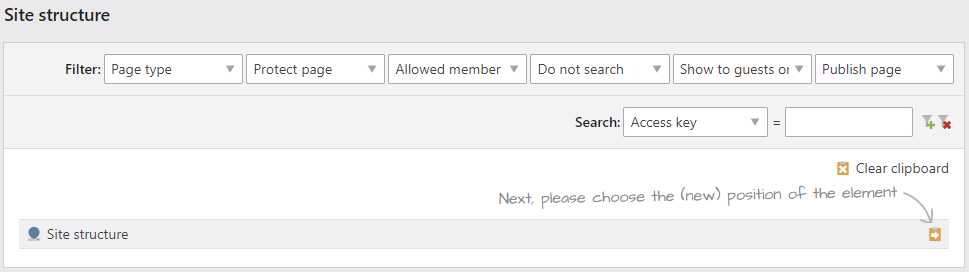 Site structure
Filter: Page type Protect page Allowed member Do not search Show to guests or Publish page
Search: Access key =
Clear clipboard
Next, please choose the (new) position of the element
Site structure